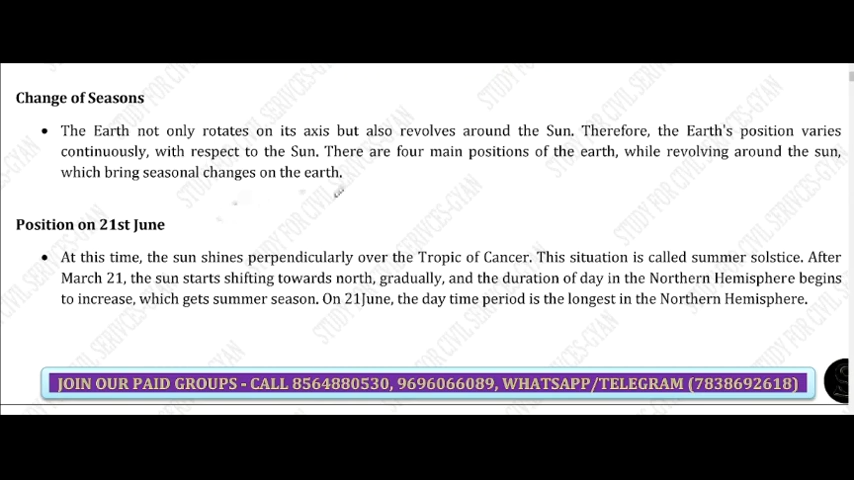 Change of Seasons
• The Earth not only rotates on its axis but also revolves around the Sun. Therefore, the Earth's position varies
continuously, with respect to the Sun. There are four main positions of the earth, while revolving around the sun,
which bring seasonal changes on the earth.
Position on 21st June
• At this time, the sun shines perpendicularly over the Tropic of Cancer. This situation is called summer solstice. After
March 21, the sun starts shifting towards north, gradually, and the duration of day in the Northern Hemisphere begins
to increase, which gets summer season. On 21June, the day time period is the longest in the Northern Hemisphere.
JOIN OUR PAID GROUPS - CALL 8564880530, 9696066089, WHATSAPP/TELEGRAM (7838692618)
STUDY FOR CIVIL SERIVCES-GYAN